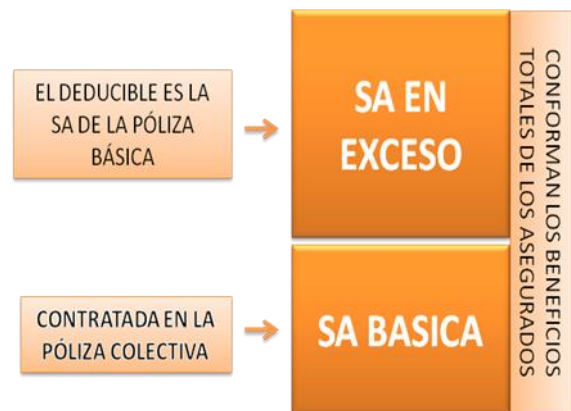 EL DEDUCIBLE ES LA
SA DE LA PÓLIZA
BÁSICA
SA EN
EXCESO
CONTRATADA EN LA
PÓLIZA COLECTIVA
SA BASICA
CONFORMAN LOS BENEFICIOS
TOTALES DE LOS ASEGURADOS